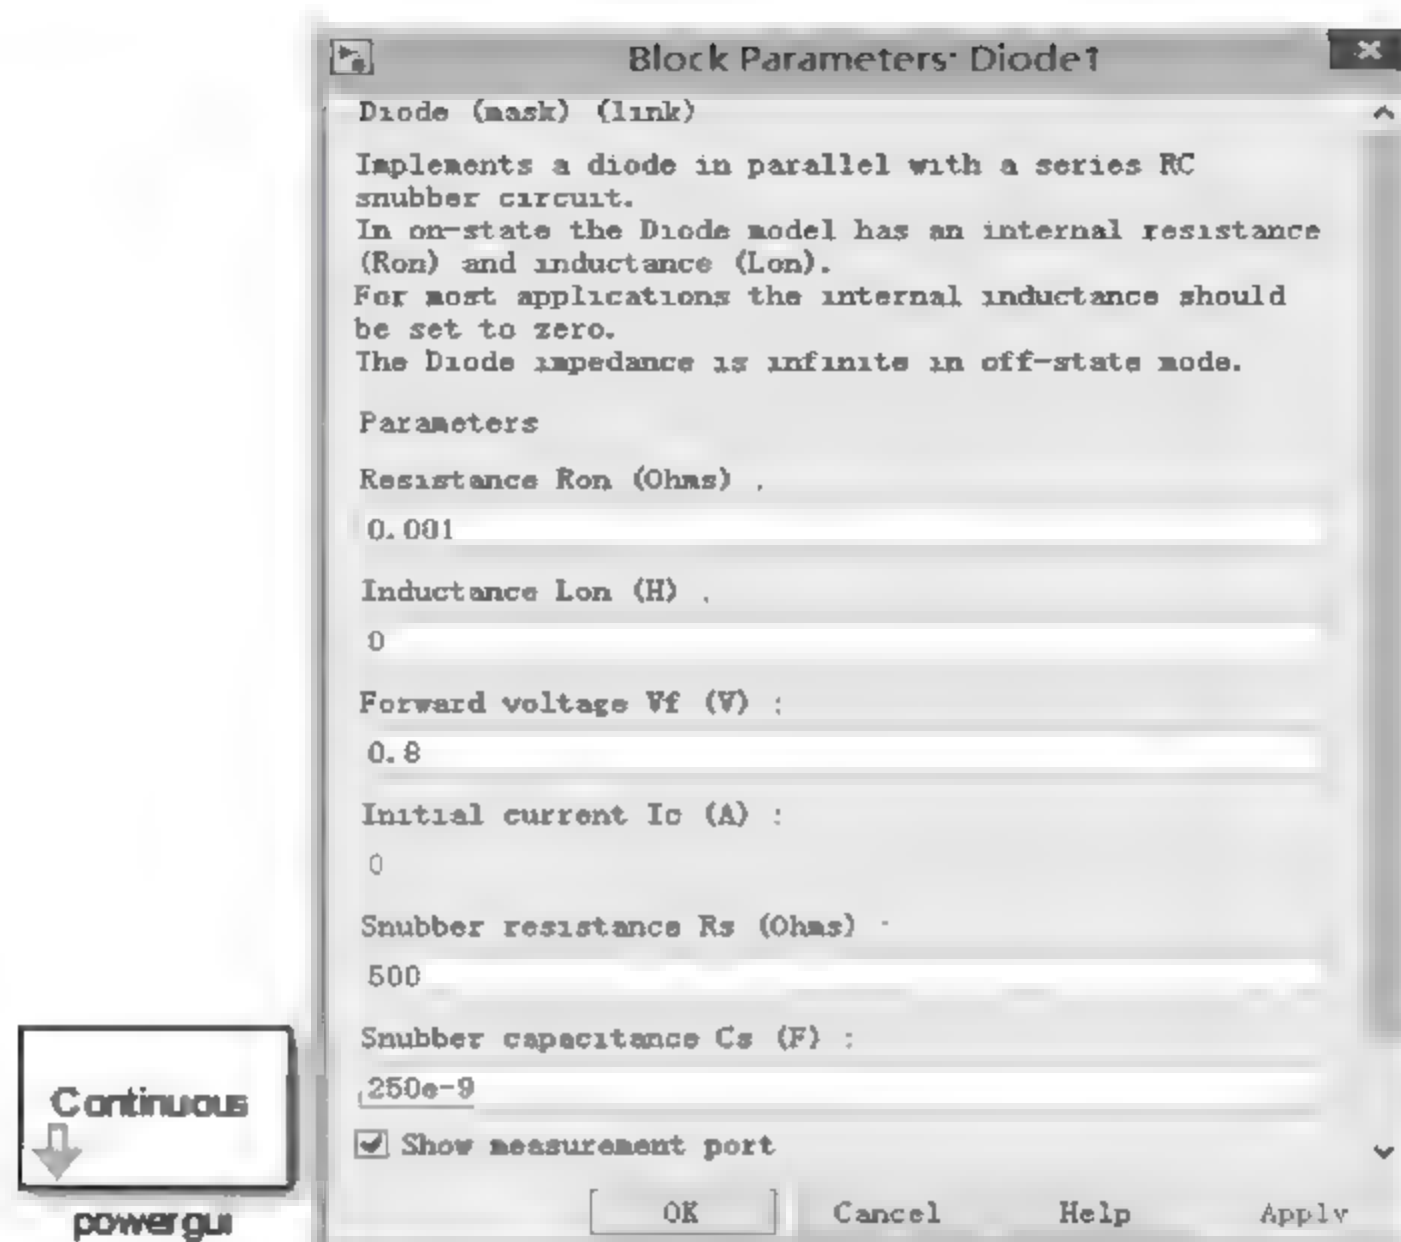 Block Parameters: Diode1
Diode (mask) (link)
Implements a diode in parallel with a series RC
snubber circuit.
In on-state the Diode model has an internal resistance
(Ron) and inductance (Lon).
For most applications the internal inductance should
be set to zero.
The Diode impedance is infinite in off-state mode.
Parameters
Resistance Ron (Ohms) :
0.001
Inductance Lon (H) :
0
Forward voltage Vf (V) :
0.8
Initial current Ic (A) :
0
Snubber resistance Rs (Ohms) :
500
Snubber capacitance Cs (F) :
250e-9
Show measurement port
OK Cancel Help Apply
Continuous
powergui